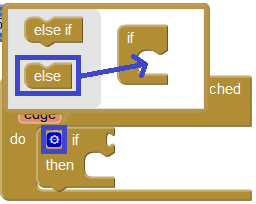 else if
if
else
ched
edge
do
if
then